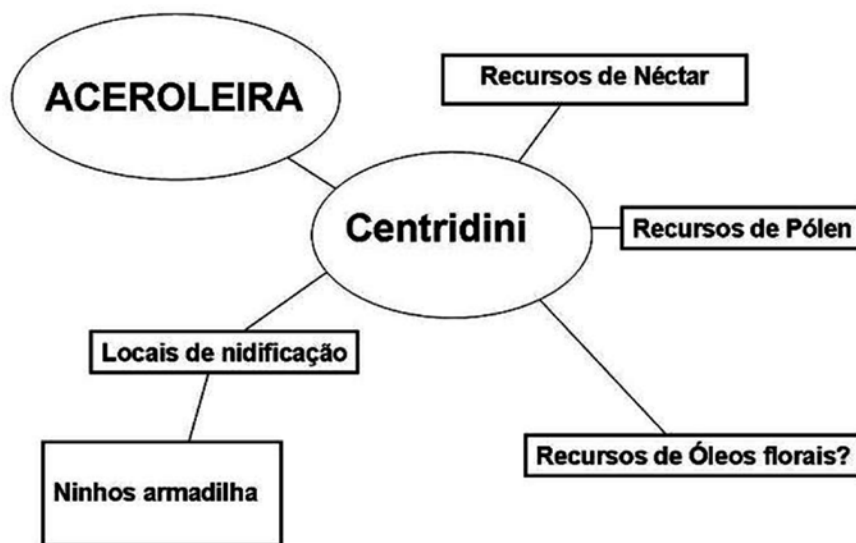 ACEROLEIRA
Recursos de Néctar
Centridini
Recursos de Pólen
Locais de nidificação
Recursos de Óleos florais?
Ninhos armadilha